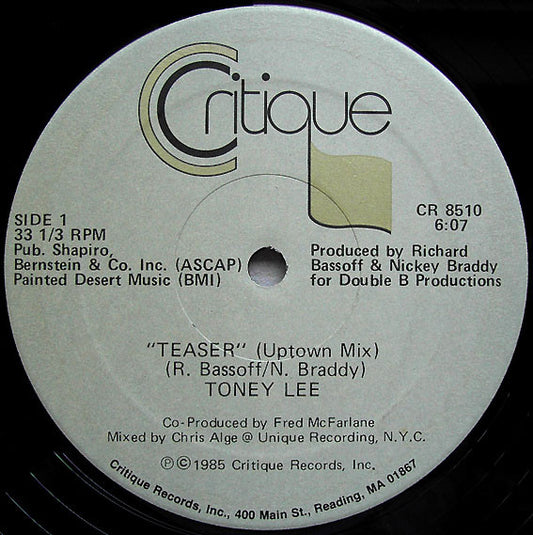 Critique
SIDE 1
33 1/3 RPM
Pub. Shapiro,
Bernstein & Co. Inc. (ASCAP)
Painted Desert Music (BMI)
CR 8510
6:07
Produced by Richard
Bassoff & Nickey Braddy
for Double B Productions
"TEASER" (Uptown Mix)
(R. Bassoff/N. Braddy)
TONEY LEE
Co-Produced by Fred McFarlane
Mixed by Chris Alge @ Unique Recording, N.Y.C.
℗©1985 Critique Records, Inc.
Critique Records, Inc., 400 Main St., Reading, MA 01867